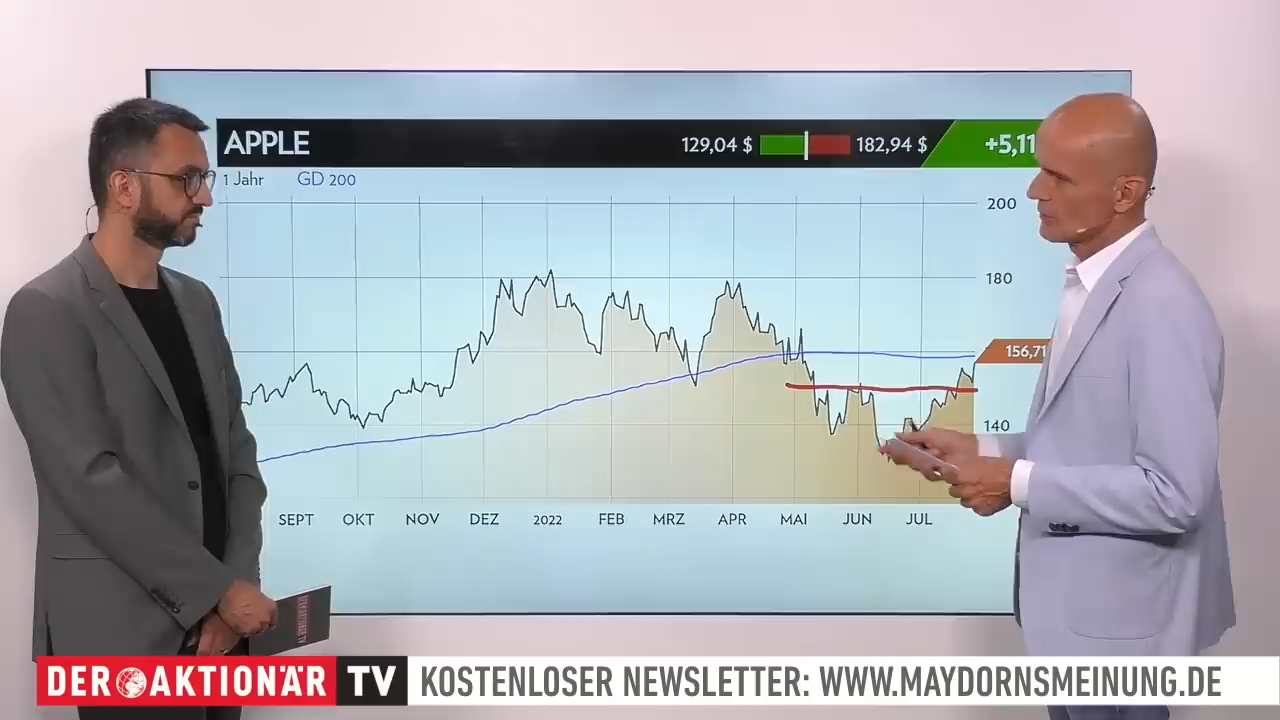 APPLE
129,04 $ 182,94 $ +5,11
1 Jahr GD 200
200
180
156,71
140
SEPT OKT NOV DEZ 2022 FEB MRZ APR MAI JUN JUL
DER AKTIONÄR TV KOSTENLOSER NEWSLETTER: WWW.MAYDORNSMEINUNG.DE